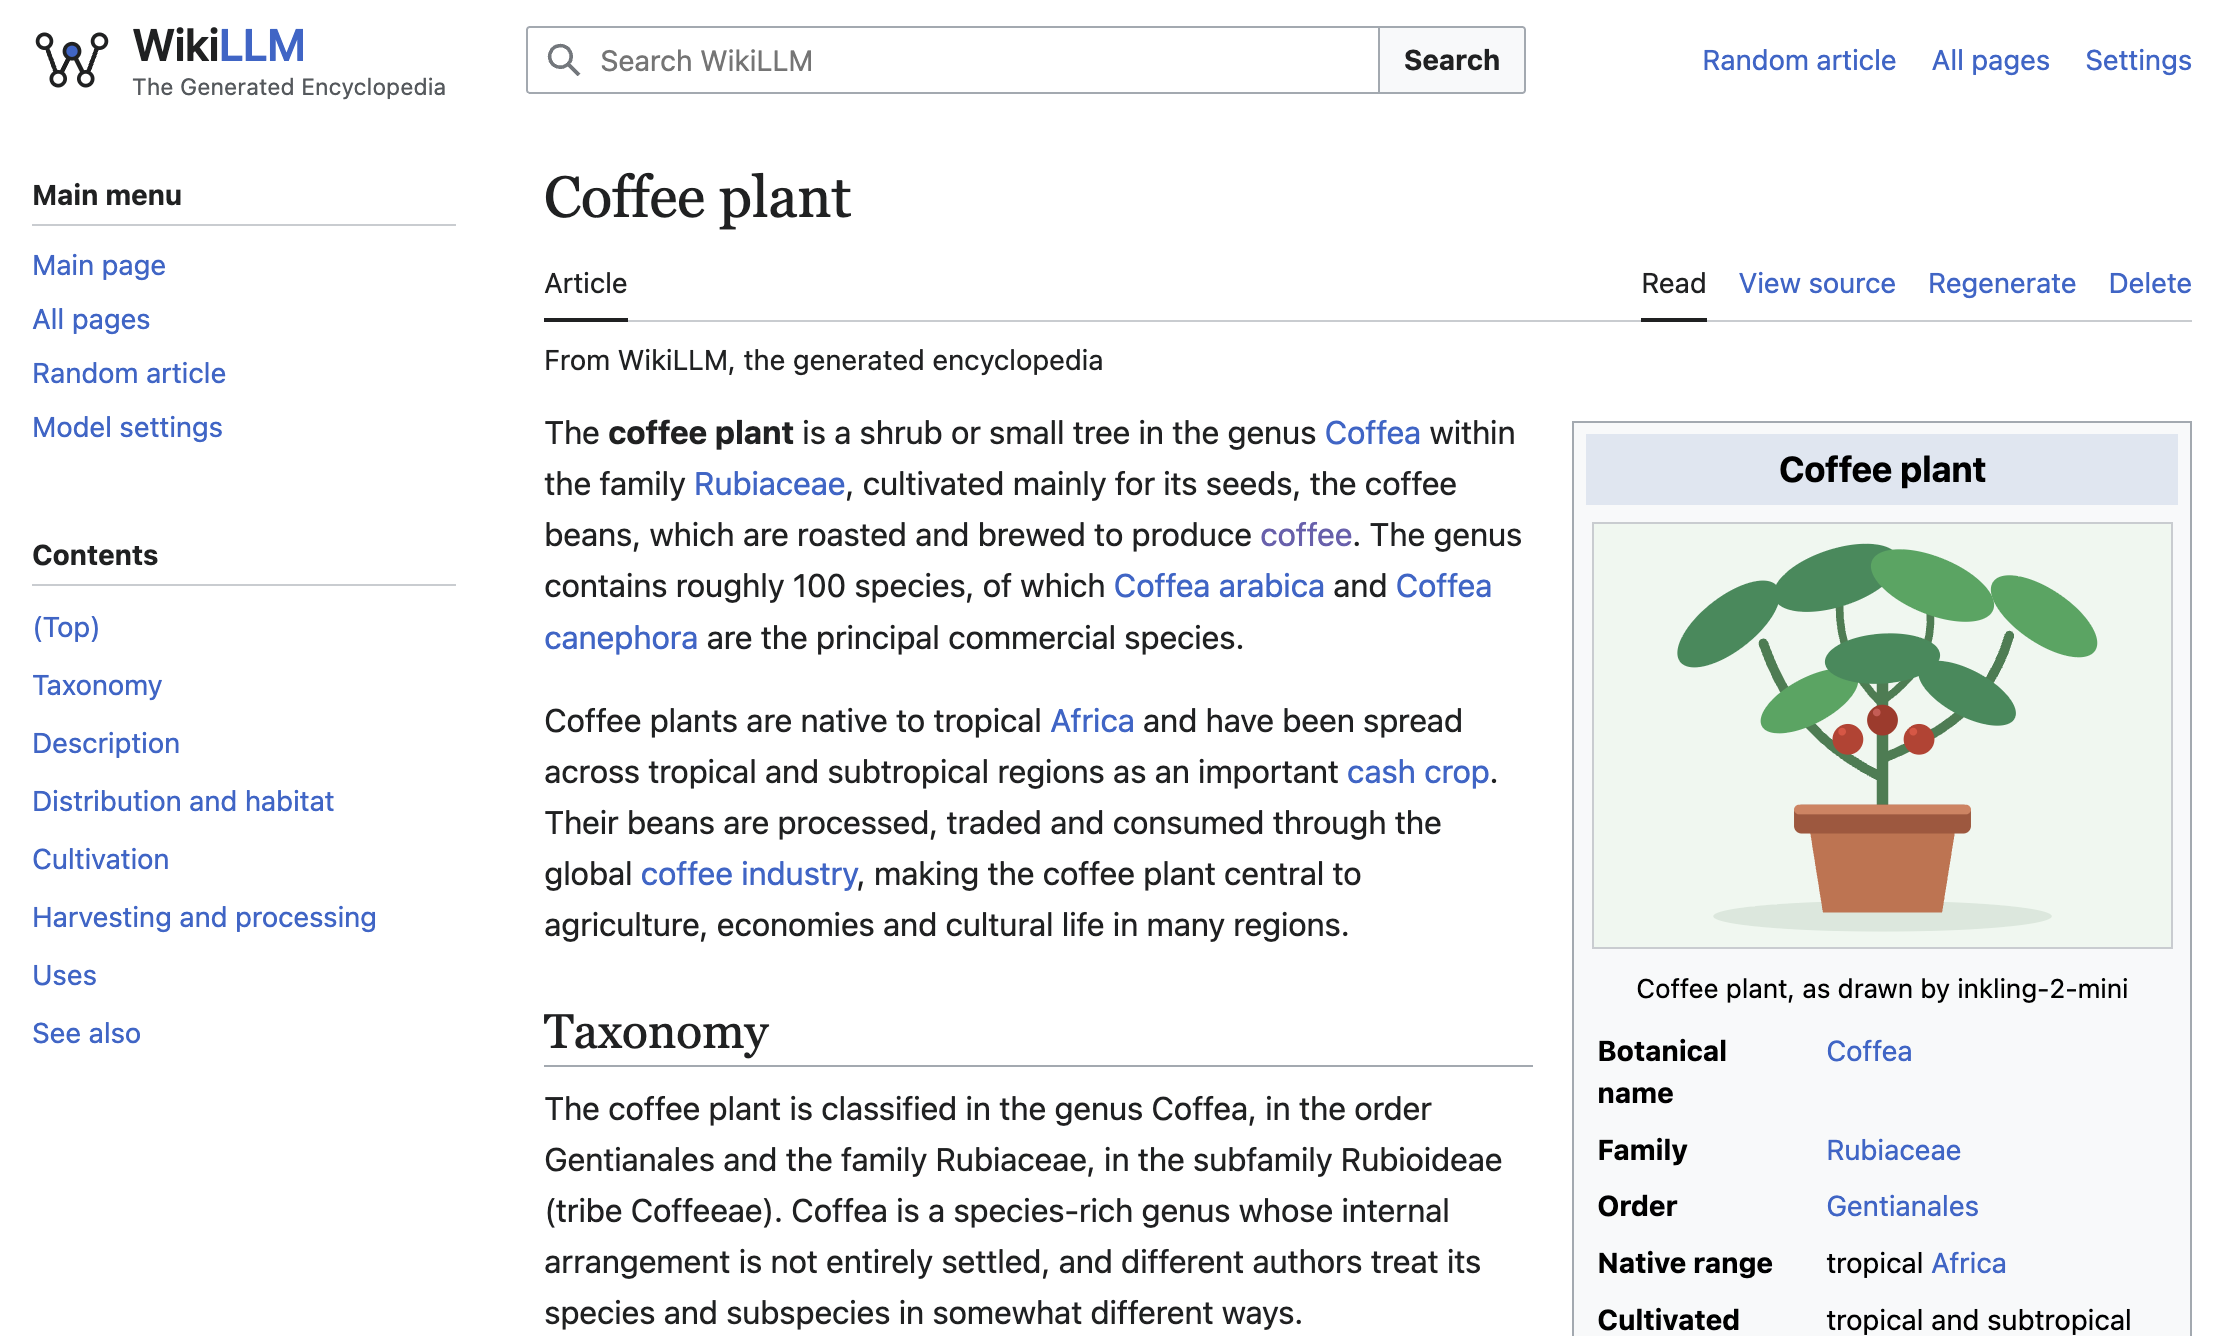 WikiLLM
The Generated Encyclopedia
Search WikiLLM
Search
Random article
All pages
Settings
Main menu
Main page
All pages
Random article
Model settings
Contents
(Top)
Taxonomy
Description
Distribution and habitat
Cultivation
Harvesting and processing
Uses
See also
Coffee plant
Article
Read
View source
Regenerate
Delete
From WikiLLM, the generated encyclopedia
The coffee plant is a shrub or small tree in the genus Coffea within
the family Rubiaceae, cultivated mainly for its seeds, the coffee
beans, which are roasted and brewed to produce coffee. The genus
contains roughly 100 species, of which Coffea arabica and Coffea
canephora are the principal commercial species.
Coffee plants are native to tropical Africa and have been spread
across tropical and subtropical regions as an important cash crop.
Their beans are processed, traded and consumed through the
global coffee industry, making the coffee plant central to
agriculture, economies and cultural life in many regions.
Taxonomy
The coffee plant is classified in the genus Coffea, in the order
Gentianales and the family Rubiaceae, in the subfamily Rubioideae
(tribe Coffeeae). Coffea is a species-rich genus whose internal
arrangement is not entirely settled, and different authors treat its
species and subspecies in somewhat different ways.
Coffee plant
Coffee plant, as drawn by inkling-2-mini
Botanical name
Coffea
Family
Rubiaceae
Order
Gentianales
Native range
tropical Africa
Cultivated
tropical and subtropical